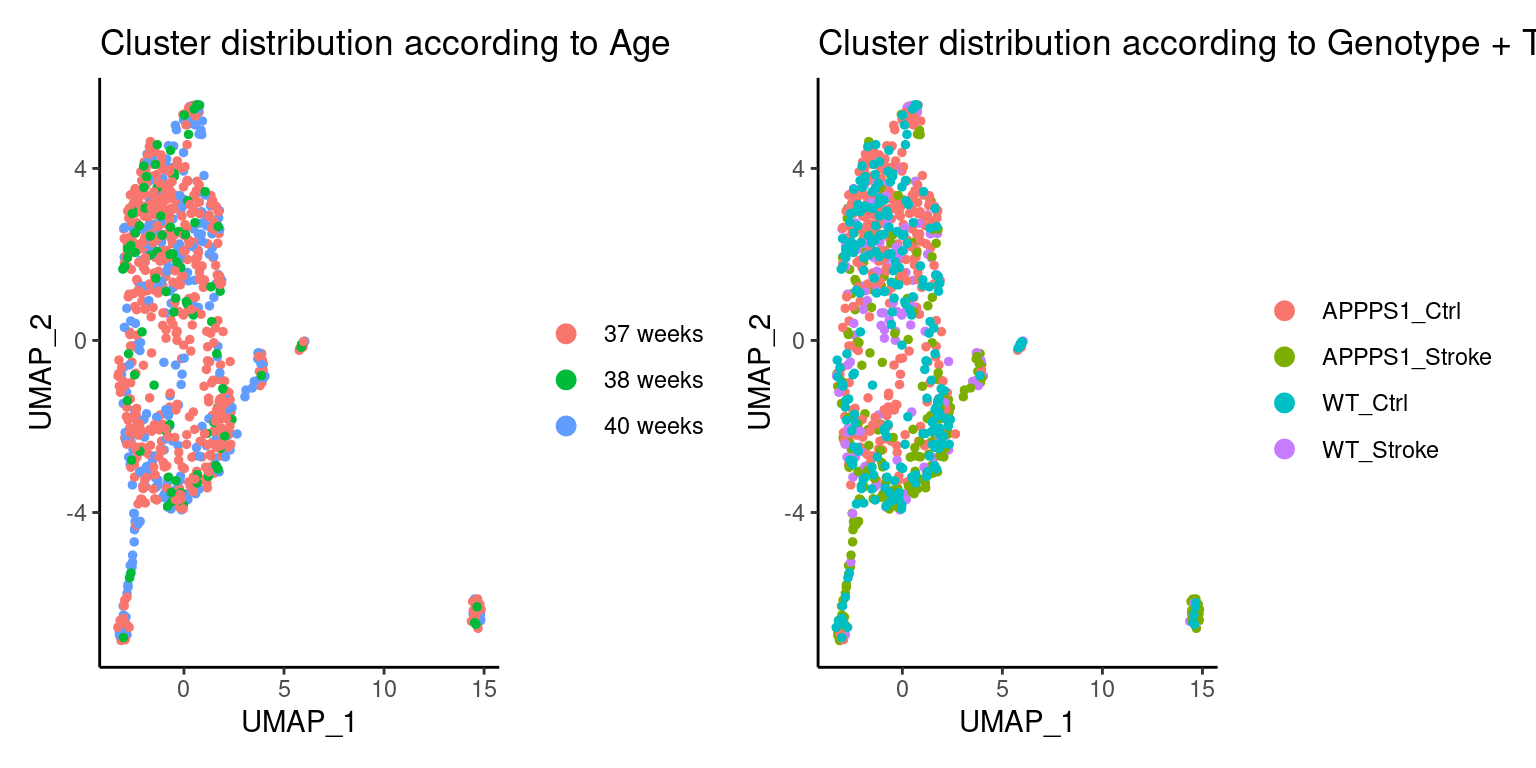 Cluster distribution according to Age
4
0
-4
UMAP_2
0 5 10 15
UMAP_1
37 weeks
38 weeks
40 weeks
Cluster distribution according to Genotype + T
4
0
-4
UMAP_2
0 5 10 15
UMAP_1
APPPS1_Ctrl
APPPS1_Stroke
WT_Ctrl
WT_Stroke